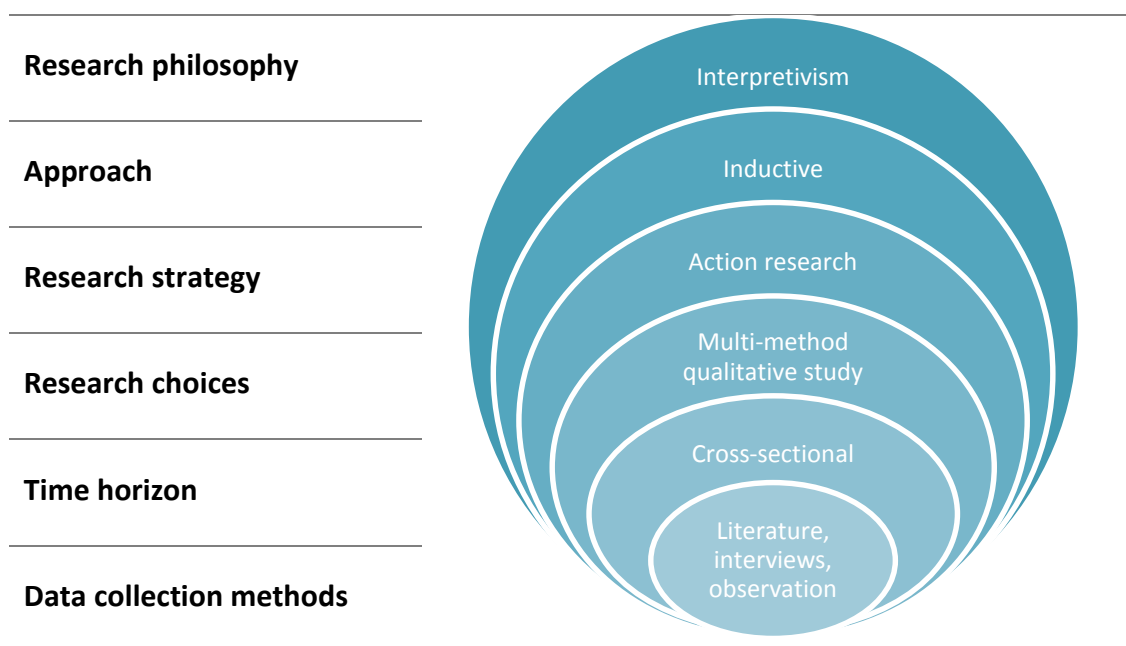 Research philosophy
Interpretivism
Approach
Inductive
Research strategy
Action research
Research choices
Multi-method
qualitative study
Time horizon
Cross-sectional
Data collection methods
Literature,
interviews,
observation